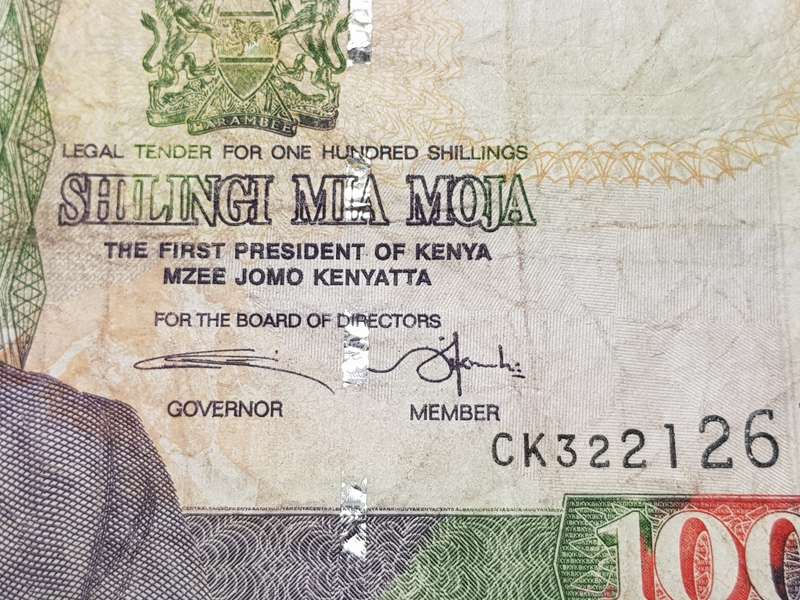 HARAMBEE
LEGAL TENDER FOR ONE HUNDRED SHILLINGS
SHILINGI MIA MOJA
THE FIRST PRESIDENT OF KENYA
MZEE JOMO KENYATTA
FOR THE BOARD OF DIRECTORS
GOVERNOR
MEMBER
CK322126
100